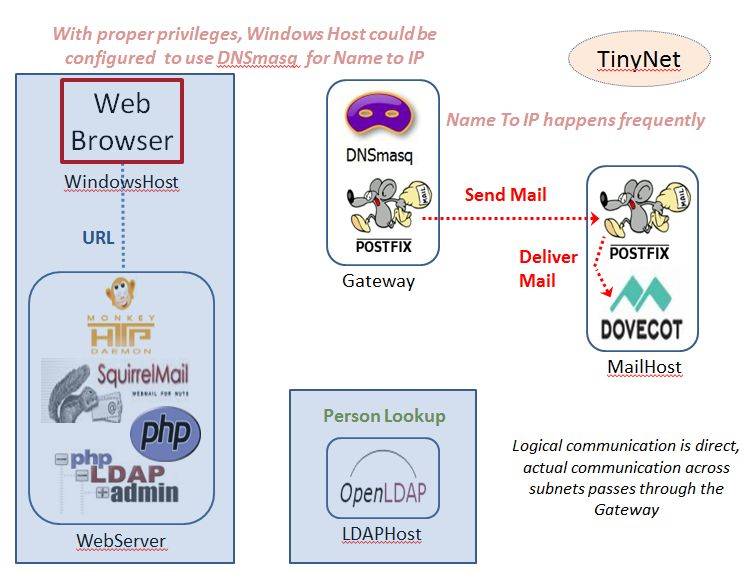 With proper privileges, Windows Host could be
configured to use DNSmasq for Name to IP
TinyNet
Web
Browser
WindowsHost
URL
MONKEY
HTTP
DAEMON
SquirrelMail
WEBMAIL FOR NUTS
php
php
LDAP
admin
WebServer
DNSmasq
MAIL
POSTFIX
Gateway
Name To IP happens frequently
Send Mail
Deliver
Mail
MAIL
POSTFIX
DOVECOT
MailHost
Person Lookup
OpenLDAP
LDAPHost
Logical communication is direct,
actual communication across
subnets passes through the
Gateway